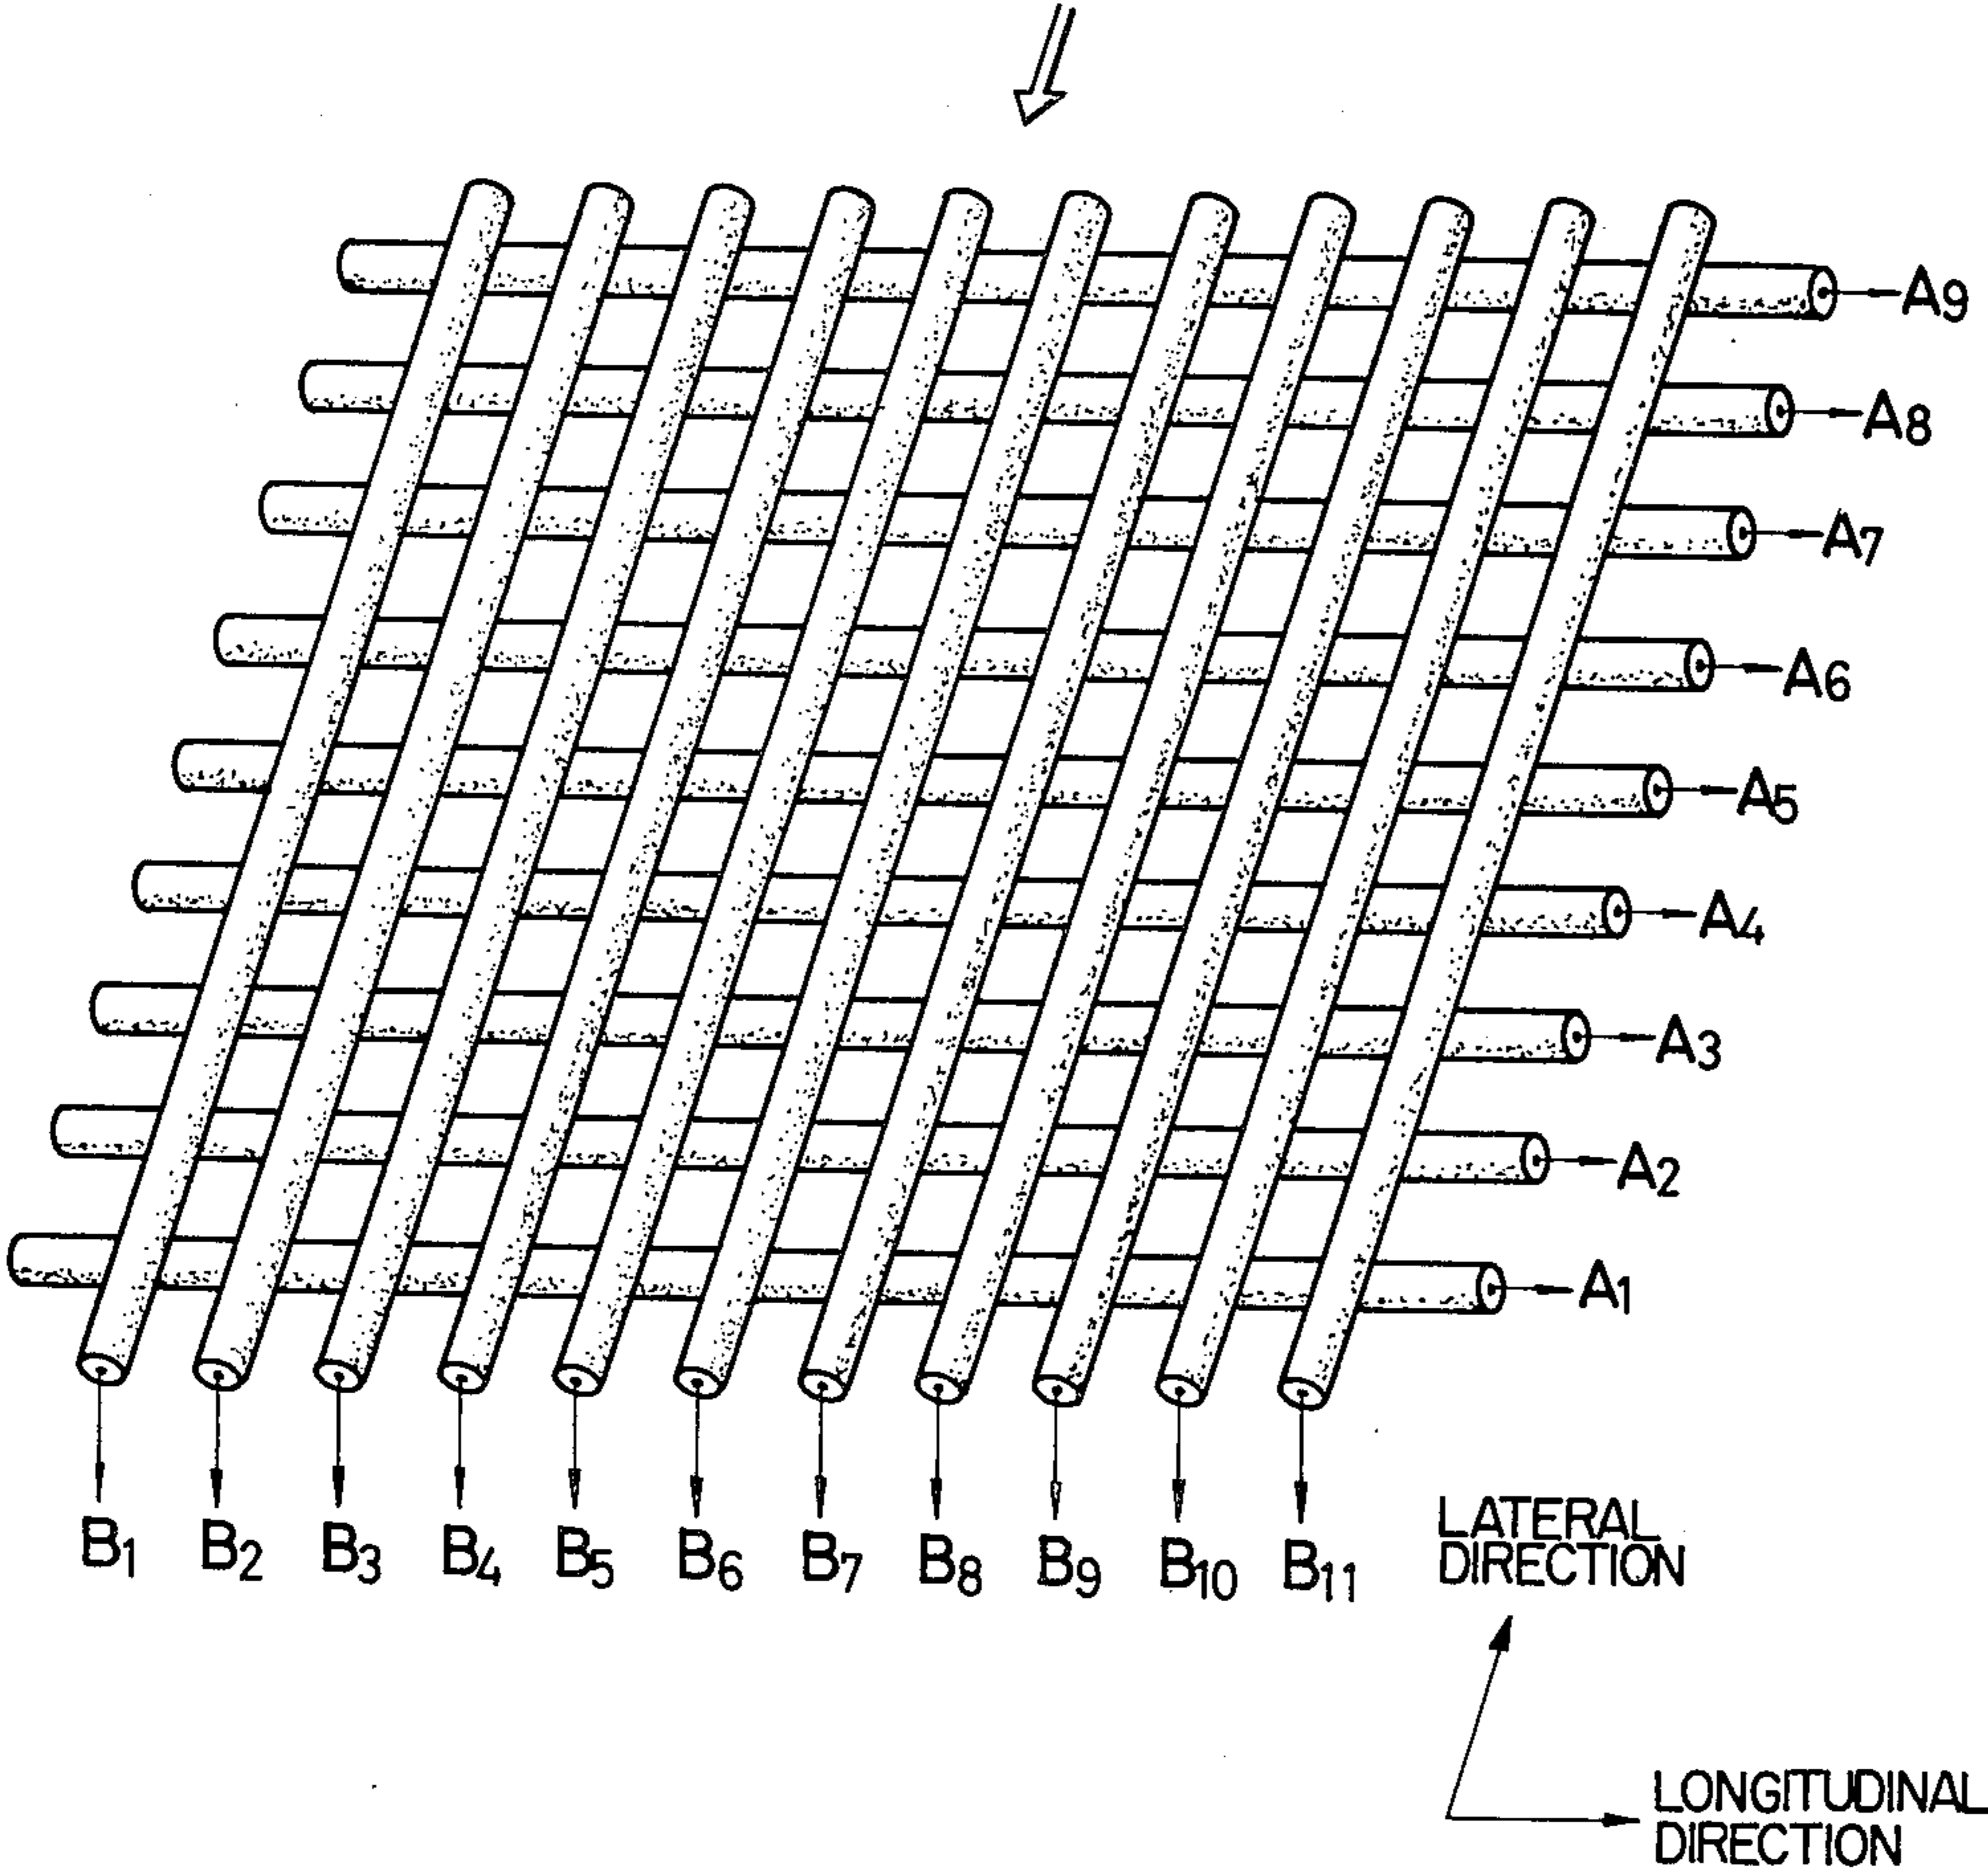 A9
A8
A7
A6
A5
A4
A3
A2
A1
B1 B2 B3 B4 B5 B6 B7 B8 B9 B10 B11
LATERAL
DIRECTION
LONGITUDINAL
DIRECTION